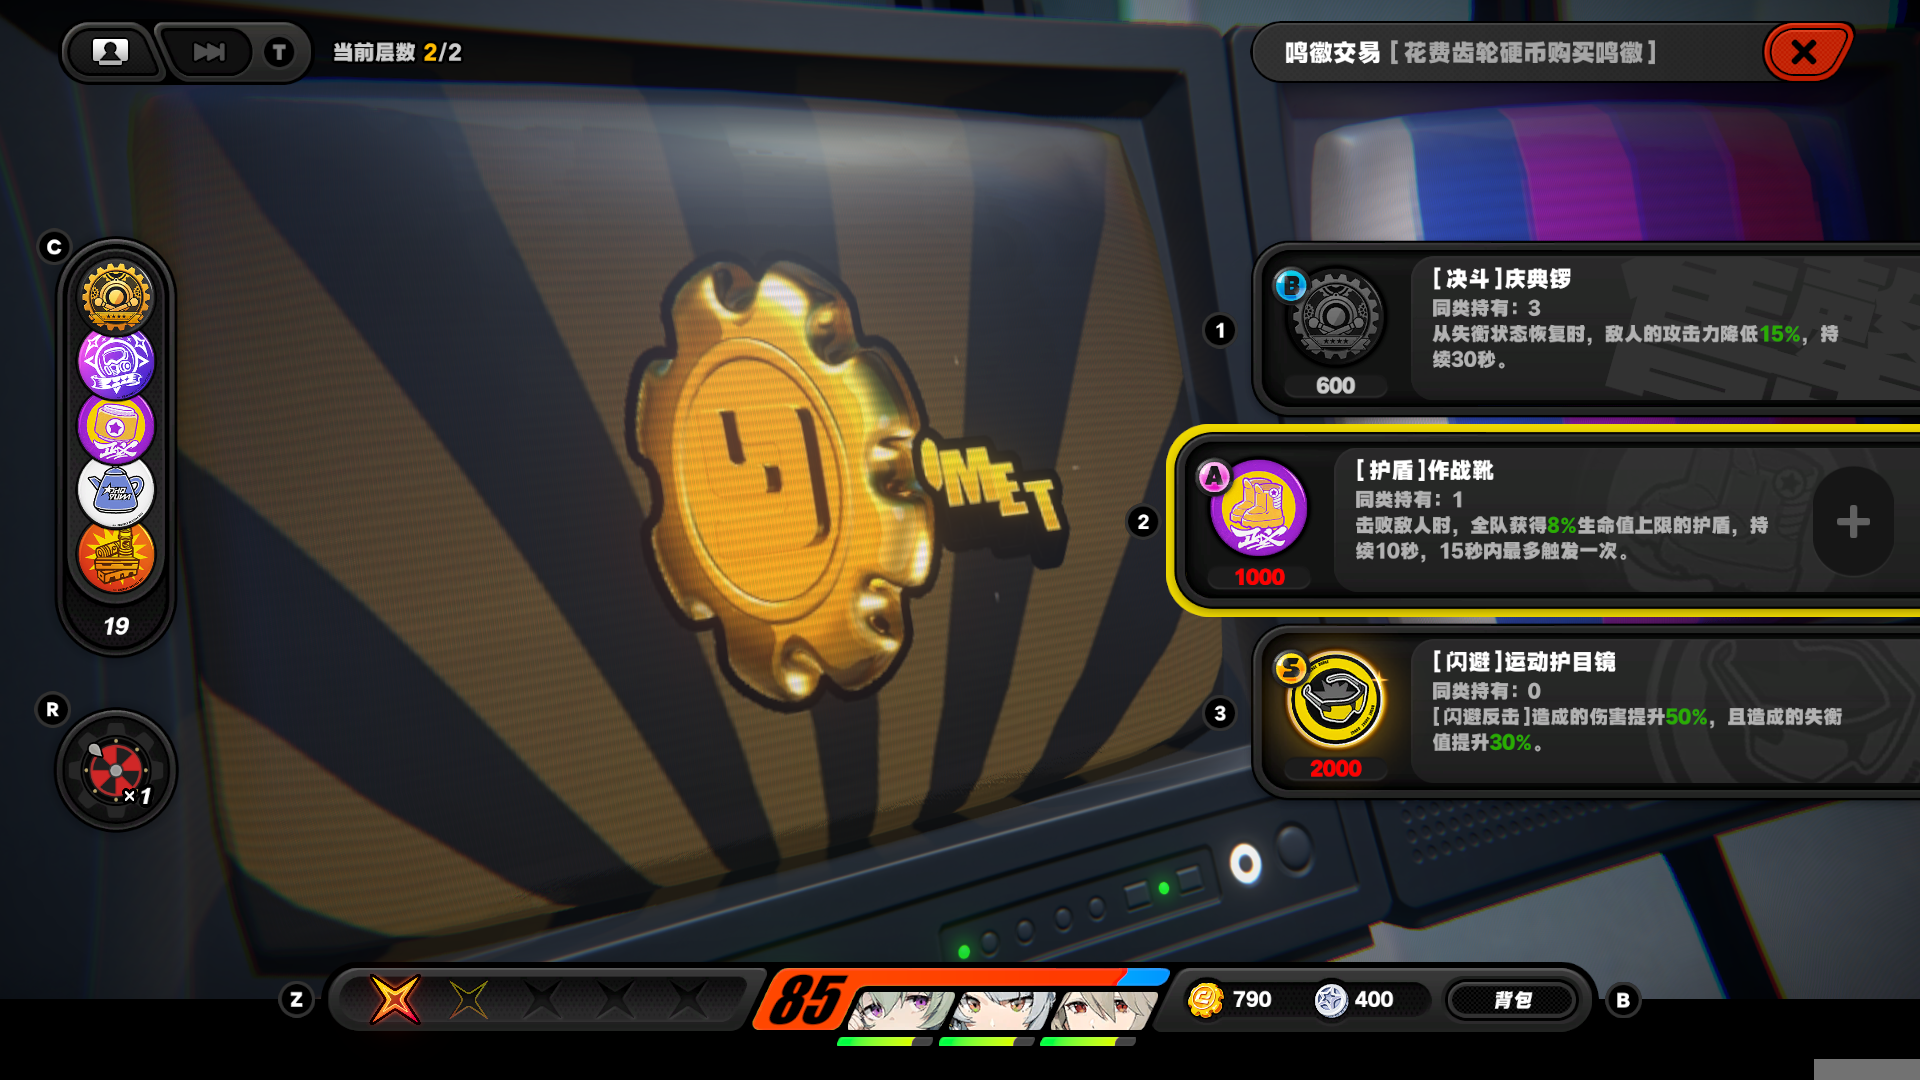 T
当前层数 2/2
鸣徽交易 [ 花费齿轮硬币购买鸣徽 ]
C
19
R
×1
'MET
1
B
600
[ 决斗 ]庆典锣
同类持有：3
从失衡状态恢复时，敌人的攻击力降低15%，持
续30秒。
2
A
1000
[ 护盾 ]作战靴
同类持有：1
击败敌人时，全队获得8%生命值上限的护盾，持
续10秒，15秒内最多触发一次。
3
S
2000
[ 闪避 ]运动护目镜
同类持有：0
[ 闪避反击 ]造成的伤害提升50%，且造成的失衡
值提升30%。
Z
85
790
400
背包
B